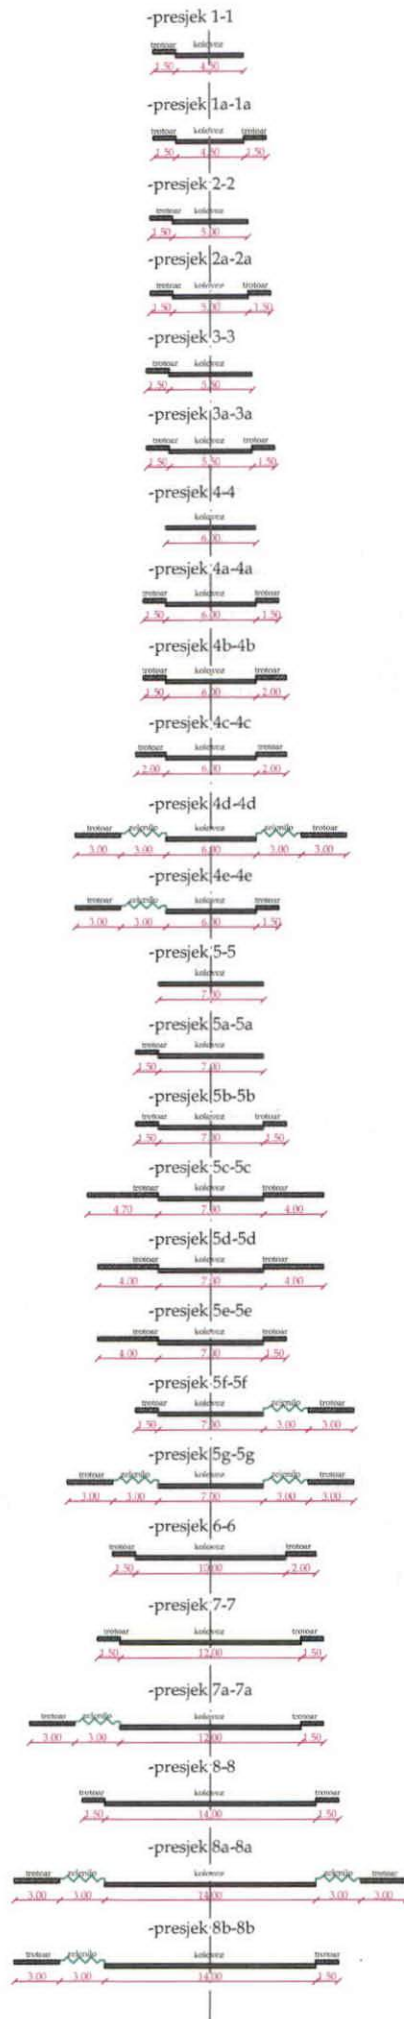 -presjek 1-1
trotoar kolovoz
1.50 4.50
-presjek 1a-1a
trotoar kolovoz trotoar
1.50 4.50 1.50
-presjek 2-2
trotoar kolovoz
1.50 5.00
-presjek 2a-2a
trotoar kolovoz trotoar
1.50 5.00 1.50
-presjek 3-3
trotoar kolovoz
1.50 5.50
-presjek 3a-3a
trotoar kolovoz trotoar
1.50 5.50 1.50
-presjek 4-4
kolovoz
6.00
-presjek 4a-4a
trotoar kolovoz trotoar
1.50 6.00 1.50
-presjek 4b-4b
trotoar kolovoz trotoar
1.50 6.00 2.00
-presjek 4c-4c
trotoar kolovoz trotoar
2.00 6.00 2.00
-presjek 4d-4d
trotoar zelenilo kolovoz zelenilo trotoar
3.00 3.00 6.00 3.00 3.00
-presjek 4e-4e
trotoar zelenilo kolovoz trotoar
3.00 3.00 6.00 1.50
-presjek 5-5
kolovoz
7.00
-presjek 5a-5a
trotoar kolovoz
1.50 7.00
-presjek 5b-5b
trotoar kolovoz trotoar
1.50 7.00 1.50
-presjek 5c-5c
trotoar kolovoz trotoar
4.70 7.00 4.00
-presjek 5d-5d
trotoar kolovoz trotoar
4.00 7.00 4.00
-presjek 5e-5e
trotoar kolovoz trotoar
4.00 7.00 1.50
-presjek 5f-5f
trotoar kolovoz zelenilo trotoar
1.50 7.00 3.00 3.00
-presjek 5g-5g
trotoar zelenilo kolovoz zelenilo trotoar
3.00 3.00 7.00 3.00 3.00
-presjek 6-6
trotoar kolovoz trotoar
1.50 10.00 2.00
-presjek 7-7
trotoar kolovoz trotoar
1.50 12.00 1.50
-presjek 7a-7a
trotoar zelenilo kolovoz trotoar
3.00 3.00 12.00 1.50
-presjek 8-8
trotoar kolovoz trotoar
1.50 14.00 1.50
-presjek 8a-8a
trotoar zelenilo kolovoz zelenilo trotoar
3.00 3.00 14.00 3.00 3.00
-presjek 8b-8b
trotoar zelenilo kolovoz trotoar
3.00 3.00 14.00 1.50